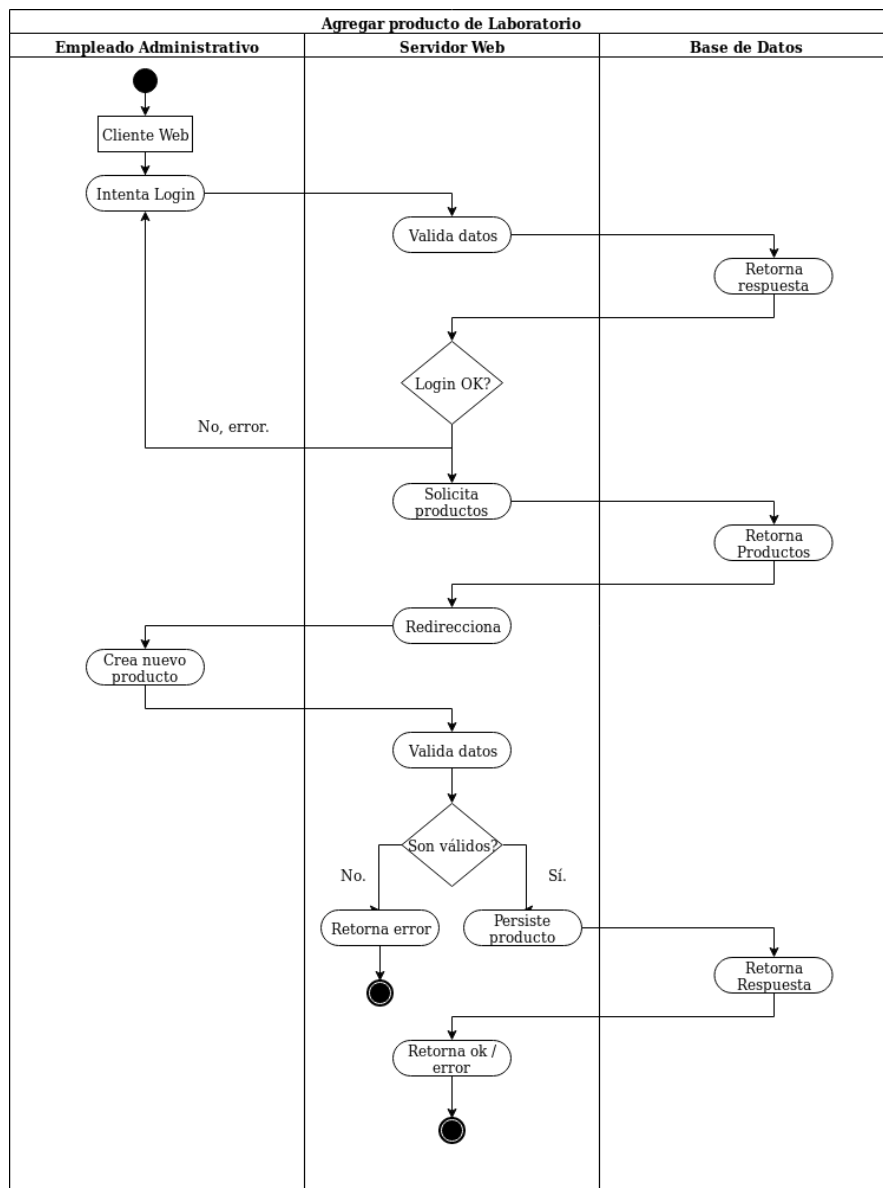 Agregar producto de Laboratorio
Empleado Administrativo
Servidor Web
Base de Datos
Cliente Web
Intenta Login
Valida datos
Retorna
respuesta
Login OK?
No, error.
Solicita
productos
Retorna
Productos
Redirecciona
Crea nuevo
producto
Valida datos
Son válidos?
No.
Sí.
Retorna error
Persiste
producto
Retorna
Respuesta
Retorna ok /
error